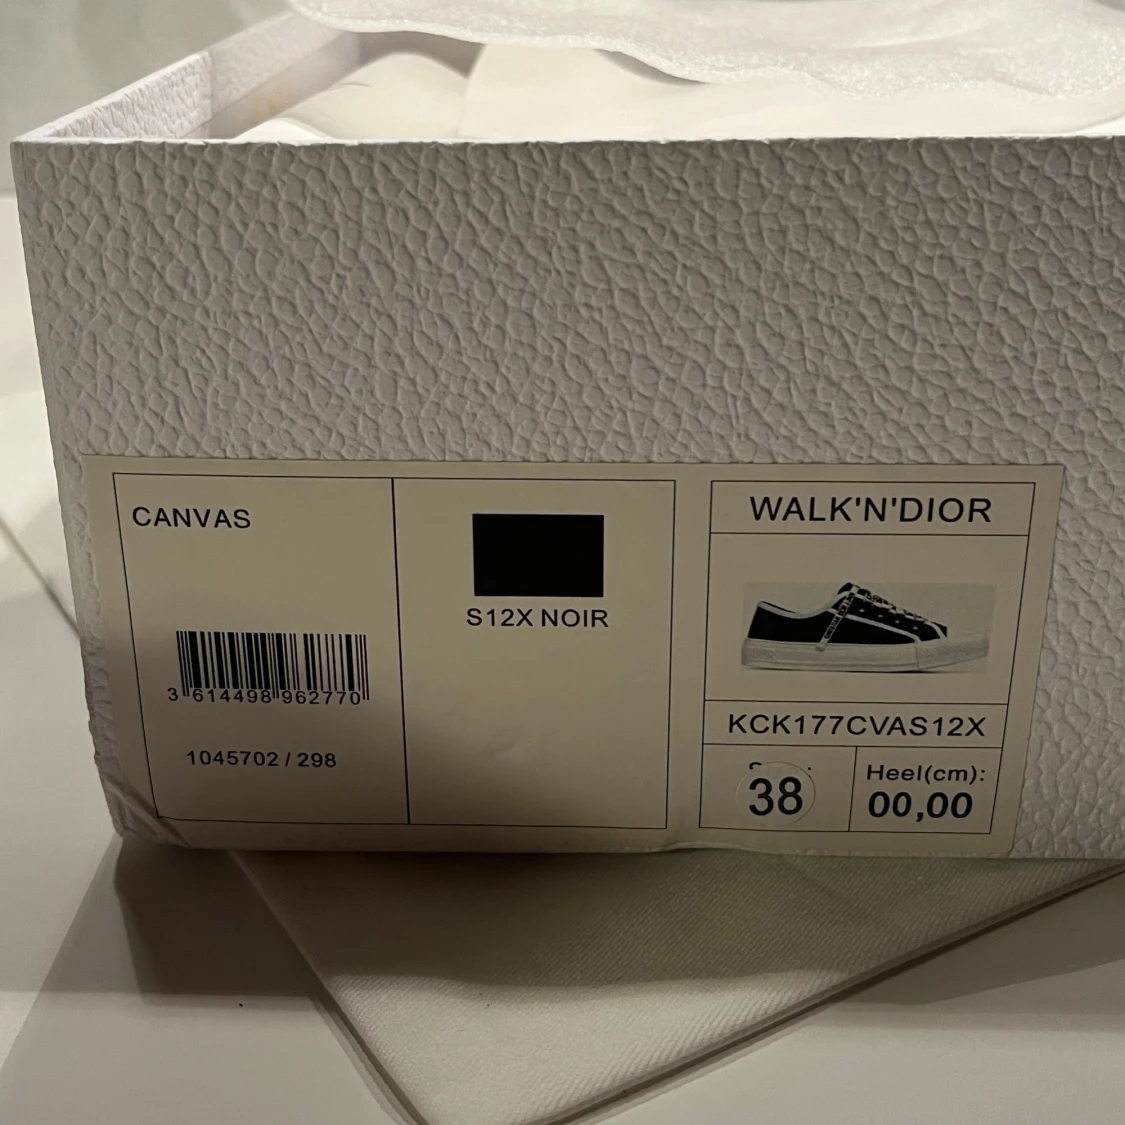 CANVAS
3 614498 962770
1045702 / 298
S12X NOIR
WALK'N'DIOR
KCK177CVAS12X
38
Heel(cm):
00,00